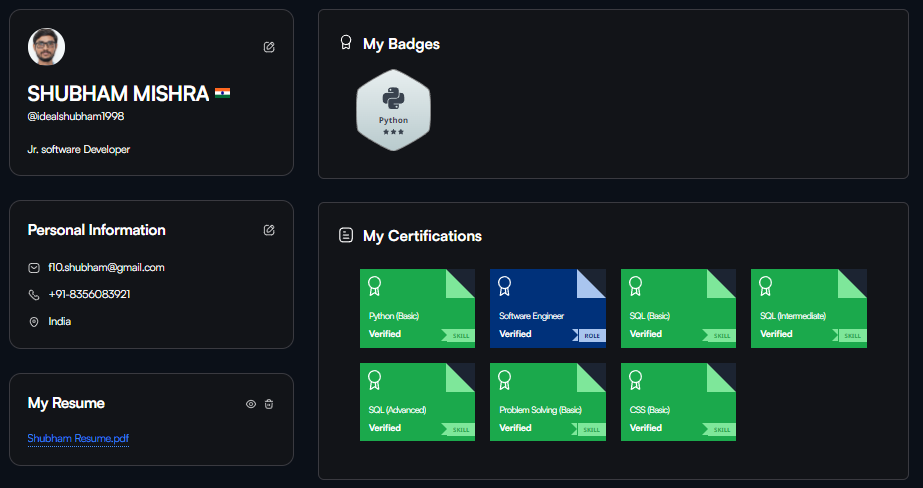 SHUBHAM MISHRA
@idealshubham1998
Jr. software Developer
Personal Information
f10.shubham@gmail.com
+91-8356083921
India
My Resume
Shubham Resume.pdf
My Badges
Python
My Certifications
Python (Basic)
Verified
SKILL
Software Engineer
Verified
ROLE
SQL (Basic)
Verified
SKILL
SQL (Intermediate)
Verified
SKILL
SQL (Advanced)
Verified
SKILL
Problem Solving (Basic)
Verified
SKILL
CSS (Basic)
Verified
SKILL